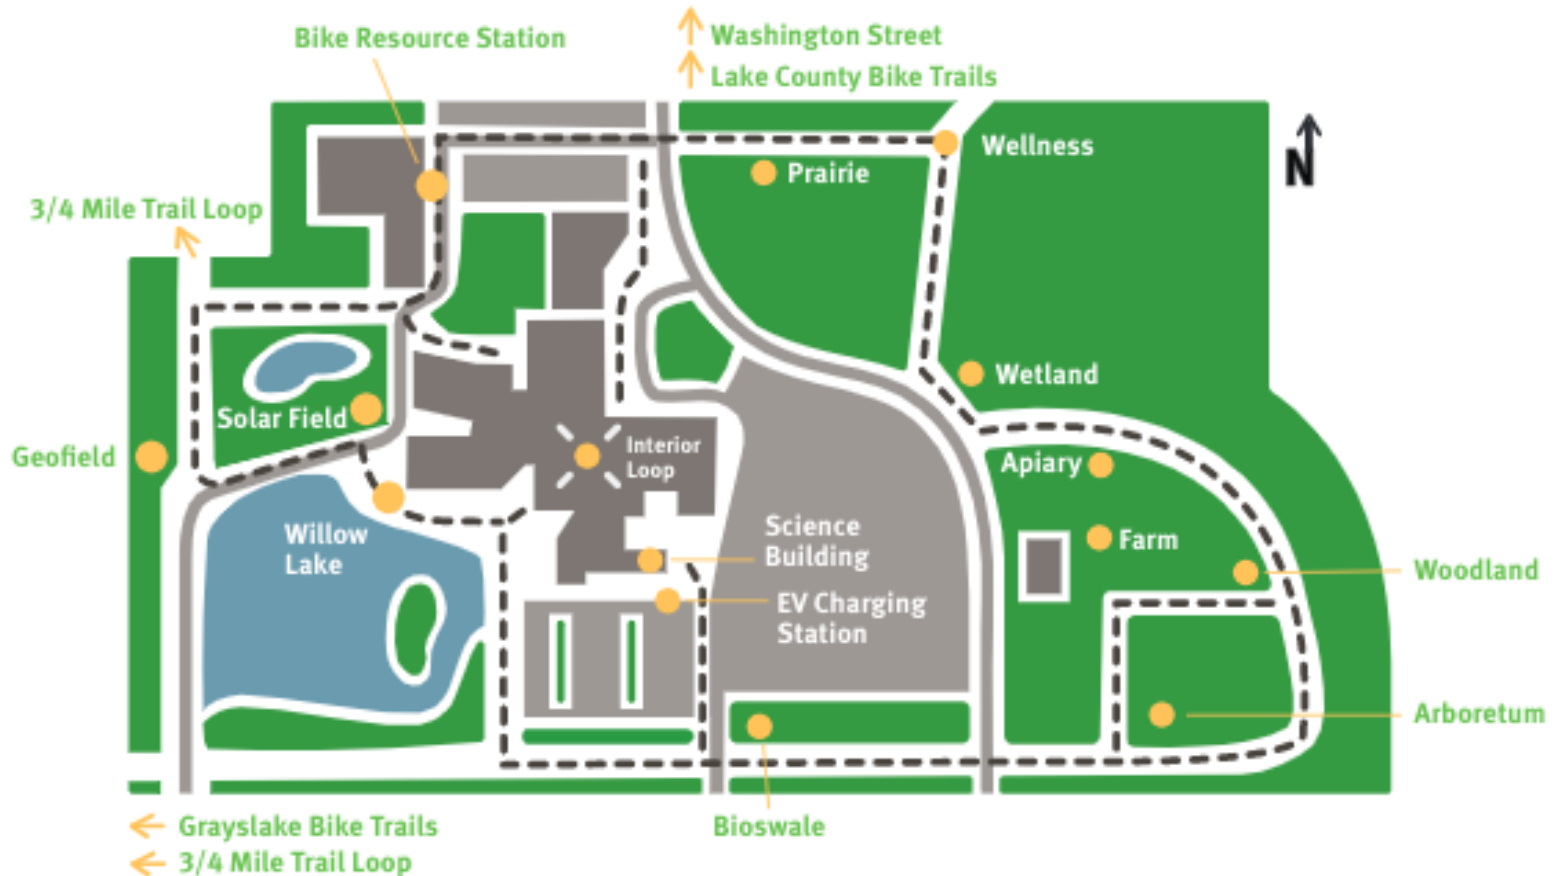 Bike Resource Station
Washington Street
Lake County Bike Trails
Wellness
Prairie
N
3/4 Mile Trail Loop
Wetland
Solar Field
Geofield
Interior
Loop
Apiary
Willow
Lake
Science
Building
Farm
Woodland
EV Charging
Station
Arboretum
Grayslake Bike Trails
Bioswale
3/4 Mile Trail Loop